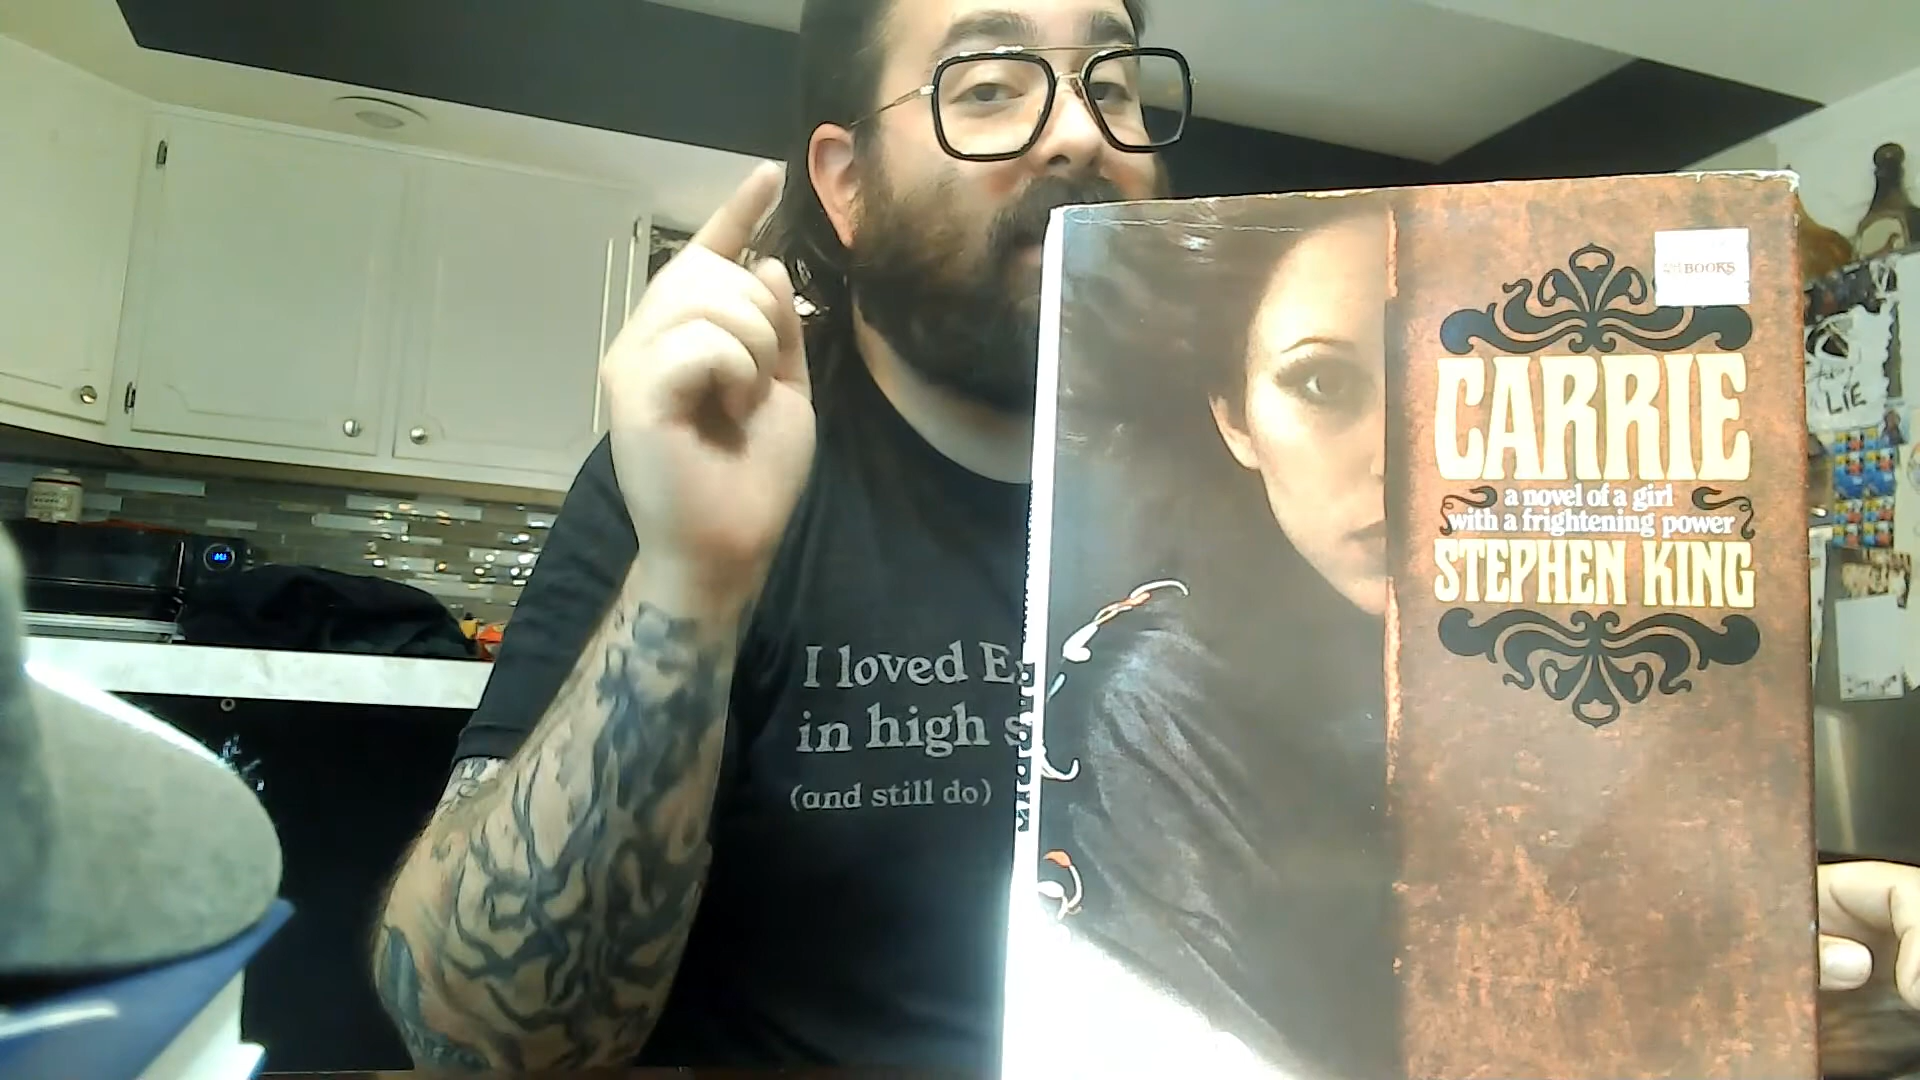 I loved E
in high s
(and still do)
BOOKS
CARRIE
a novel of a girl
with a frightening power
STEPHEN KING
LIE